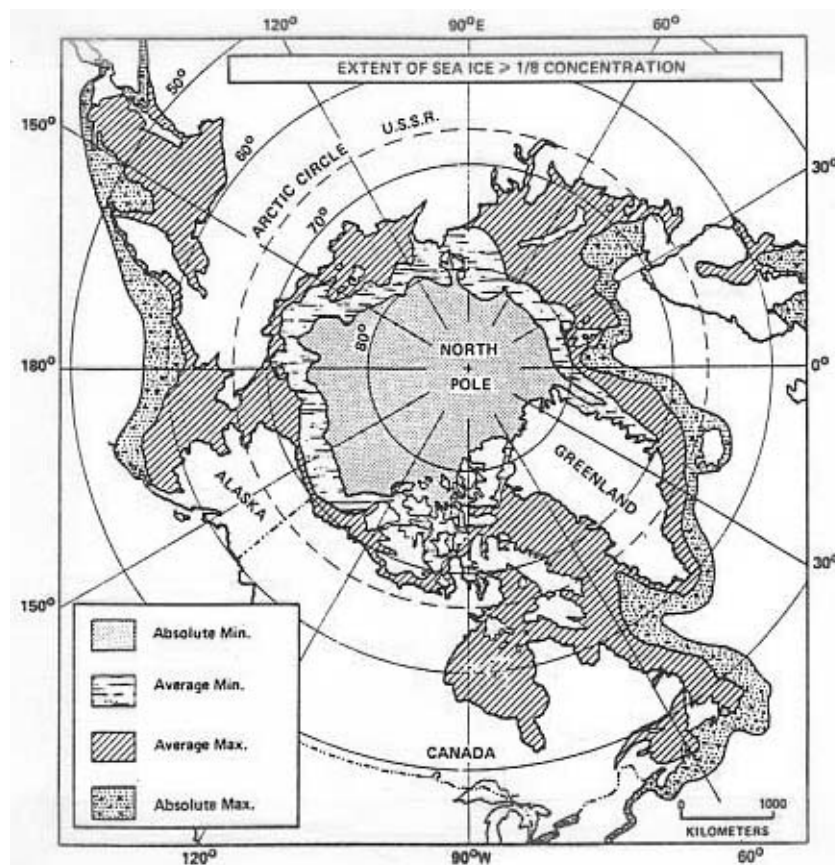 120°
90°E
60°
EXTENT OF SEA ICE ⩾ 1/8 CONCENTRATION
50°
150°
60°
U.S.S.R.
ARCTIC CIRCLE
30°
70°
80°
NORTH
POLE
180°
0°
ALASKA
GREENLAND
30°
150°
Absolute Min.
Average Min.
Average Max.
Absolute Max.
CANADA
0
1000
KILOMETERS
120°
90°W
60°